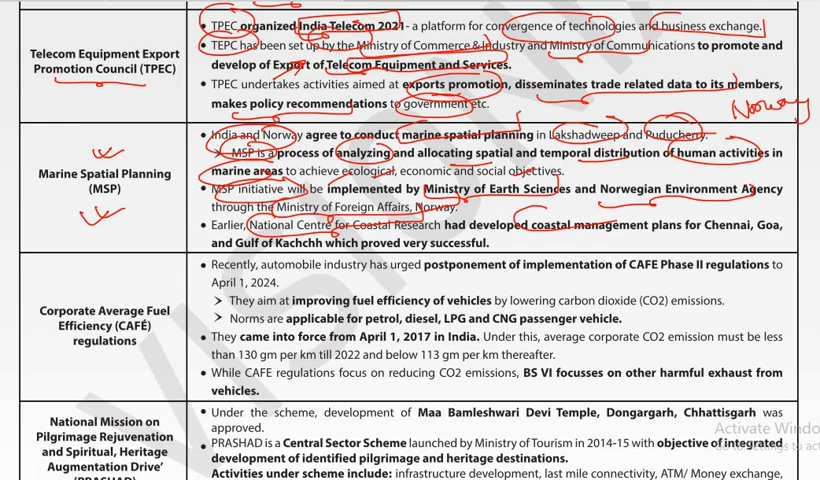 Telecom Equipment Export
Promotion Council (TPEC)
• TPEC organized India Telecom 2021- a platform for convergence of technologies and business exchange.
• TEPC has been set up by the Ministry of Commerce & Industry and Ministry of Communications to promote and
develop of Export of Telecom Equipment and Services.
• TPEC undertakes activities aimed at exports promotion, disseminates trade related data to its members,
makes policy recommendations to government etc.
Norway
Marine Spatial Planning
(MSP)
• India and Norway agree to conduct marine spatial planning in Lakshadweep and Puducherry.
➢ MSP is a process of analyzing and allocating spatial and temporal distribution of human activities in
marine areas to achieve ecological, economic and social objectives.
• MSP initiative will be implemented by Ministry of Earth Sciences and Norwegian Environment Agency
through the Ministry of Foreign Affairs, Norway.
• Earlier, National Centre for Coastal Research had developed coastal management plans for Chennai, Goa,
and Gulf of Kachchh which proved very successful.
Corporate Average Fuel
Efficiency (CAFÉ)
regulations
• Recently, automobile industry has urged postponement of implementation of CAFE Phase II regulations to
April 1, 2024.
➢ They aim at improving fuel efficiency of vehicles by lowering carbon dioxide (CO2) emissions.
➢ Norms are applicable for petrol, diesel, LPG and CNG passenger vehicle.
• They came into force from April 1, 2017 in India. Under this, average corporate CO2 emission must be less
than 130 gm per km till 2022 and below 113 gm per km thereafter.
• While CAFE regulations focus on reducing CO2 emissions, BS VI focusses on other harmful exhaust from
vehicles.
National Mission on
Pilgrimage Rejuvenation
and Spiritual, Heritage
Augmentation Drive'
(PRASHAD)
• Under the scheme, development of Maa Bamleshwari Devi Temple, Dongargarh, Chhattisgarh was
approved.
• PRASHAD is a Central Sector Scheme launched by Ministry of Tourism in 2014-15 with objective of integrated
development of identified pilgrimage and heritage destinations.
Activities under scheme include: infrastructure development, last mile connectivity, ATM/ Money exchange,
Activate Windo